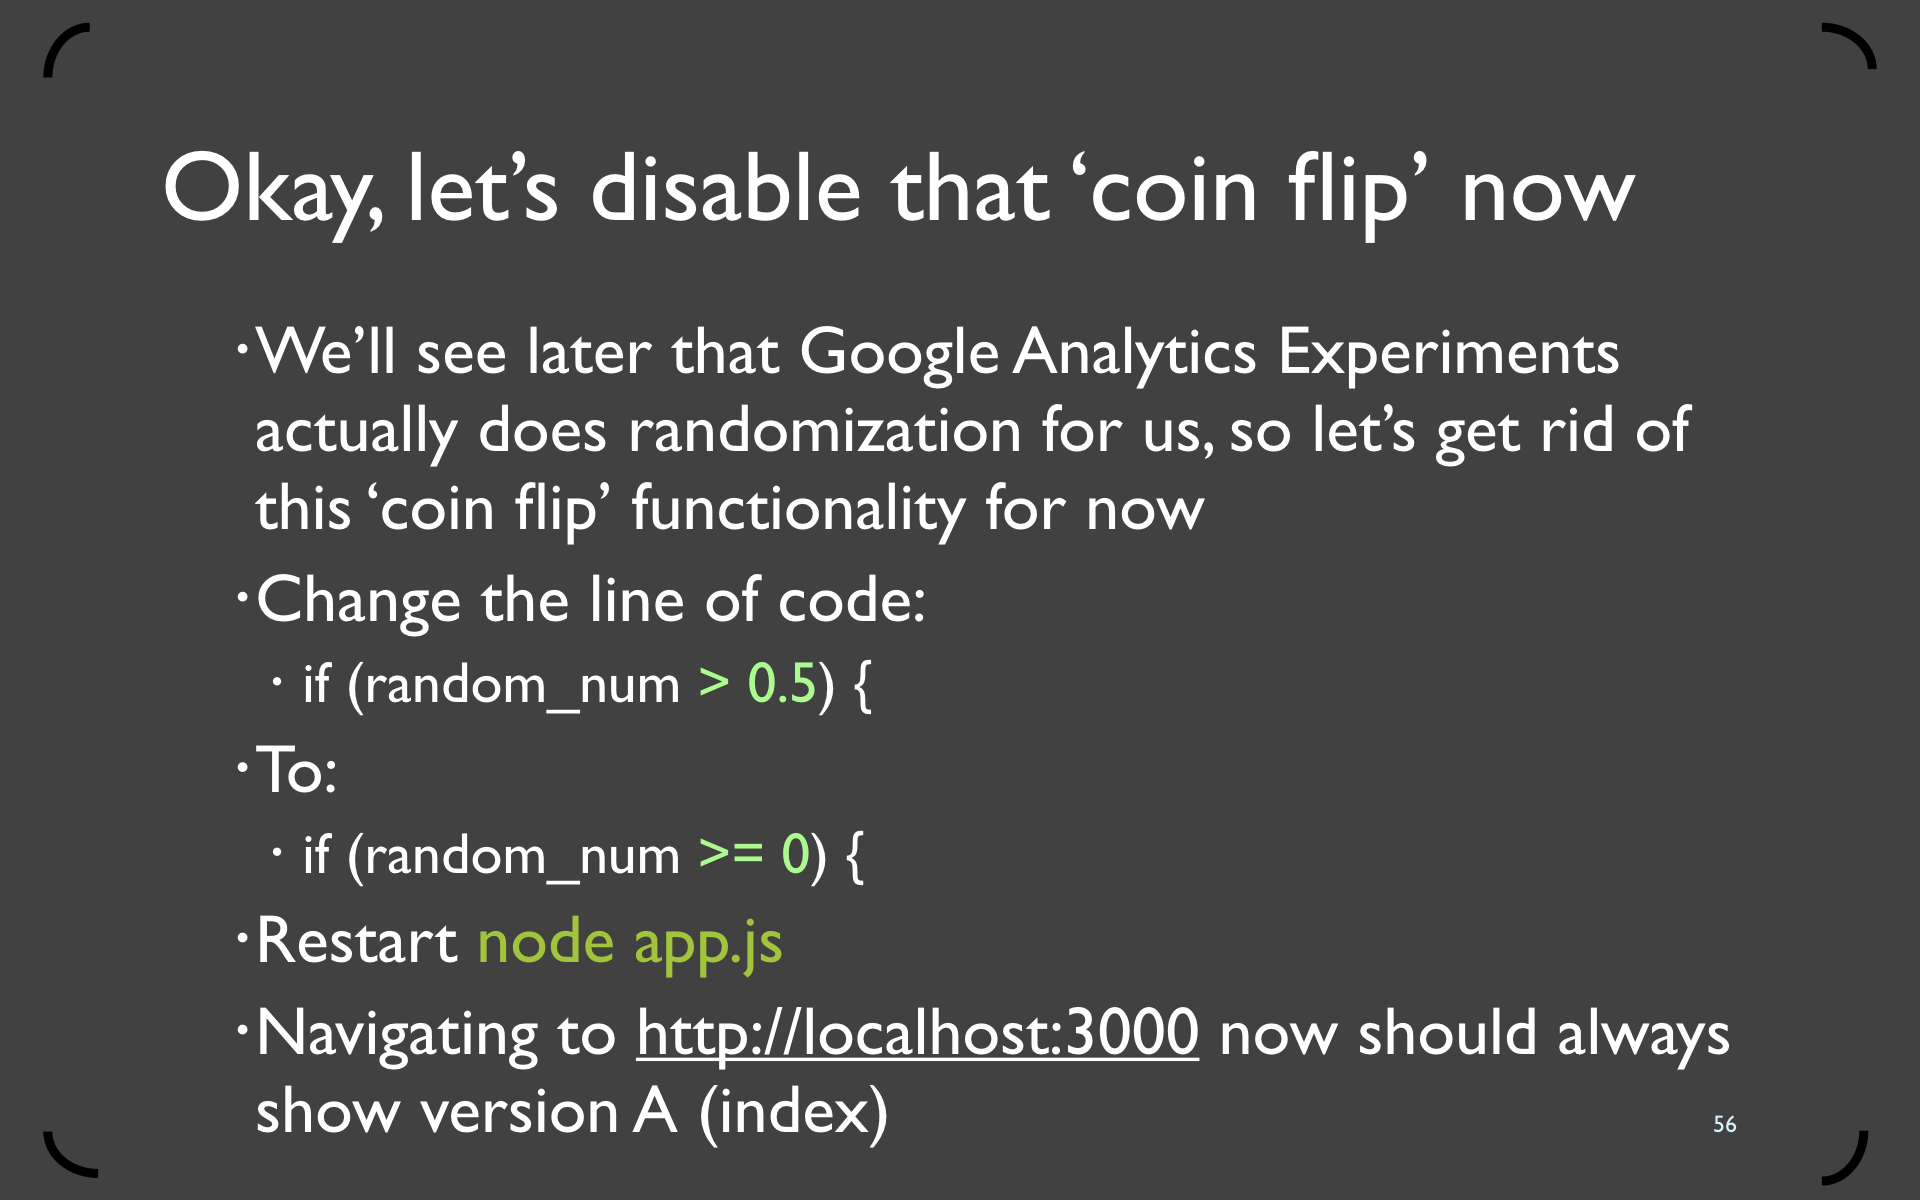 Okay, let’s disable that ‘coin flip’ now
·We’ll see later that Google Analytics Experiments
actually does randomization for us, so let’s get rid of
this ‘coin flip’ functionality for now
·Change the line of code:
· if (random_num > 0.5) {
·To:
· if (random_num >= 0) {
·Restart node app.js
·Navigating to http://localhost:3000 now should always
show version A (index)
56